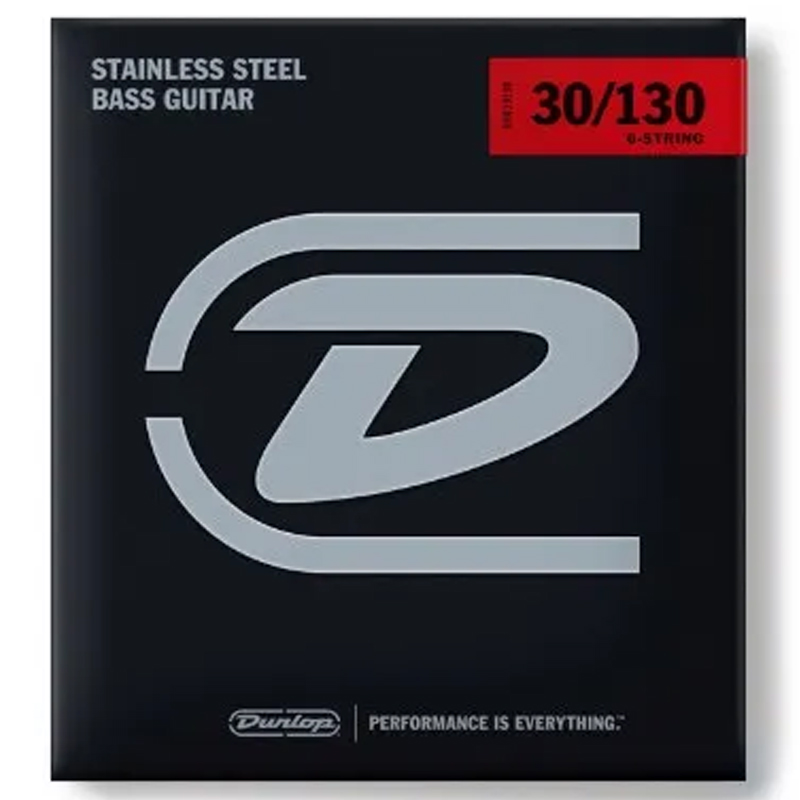 STAINLESS STEEL
BASS GUITAR
30/130
6-STRING
Dunlop
PERFORMANCE IS EVERYTHING.™